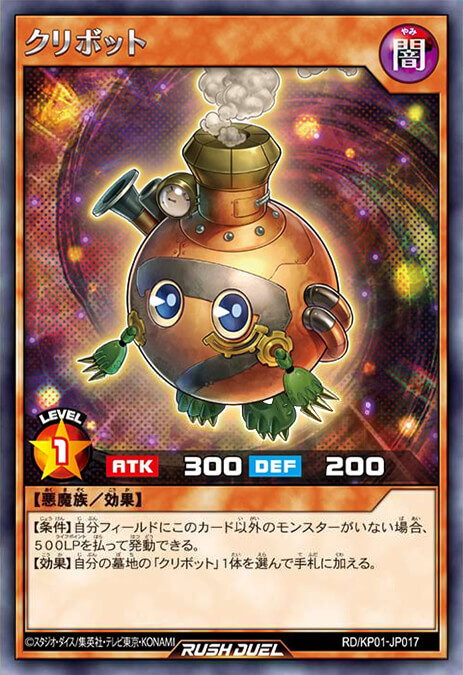 クリボット
やみ
闇
LEVEL
1
ATK 300 DEF 200
【悪魔族/効果】
【条件】自分フィールドにこのカード以外のモンスターがいない場合、
500LPを払って発動できる。
【効果】自分の墓地の「クリボット」1体を選んで手札に加える。
©スタジオ・ダイス/集英社・テレビ東京・KONAMI
RUSH DUEL
RD/KP01-JP017